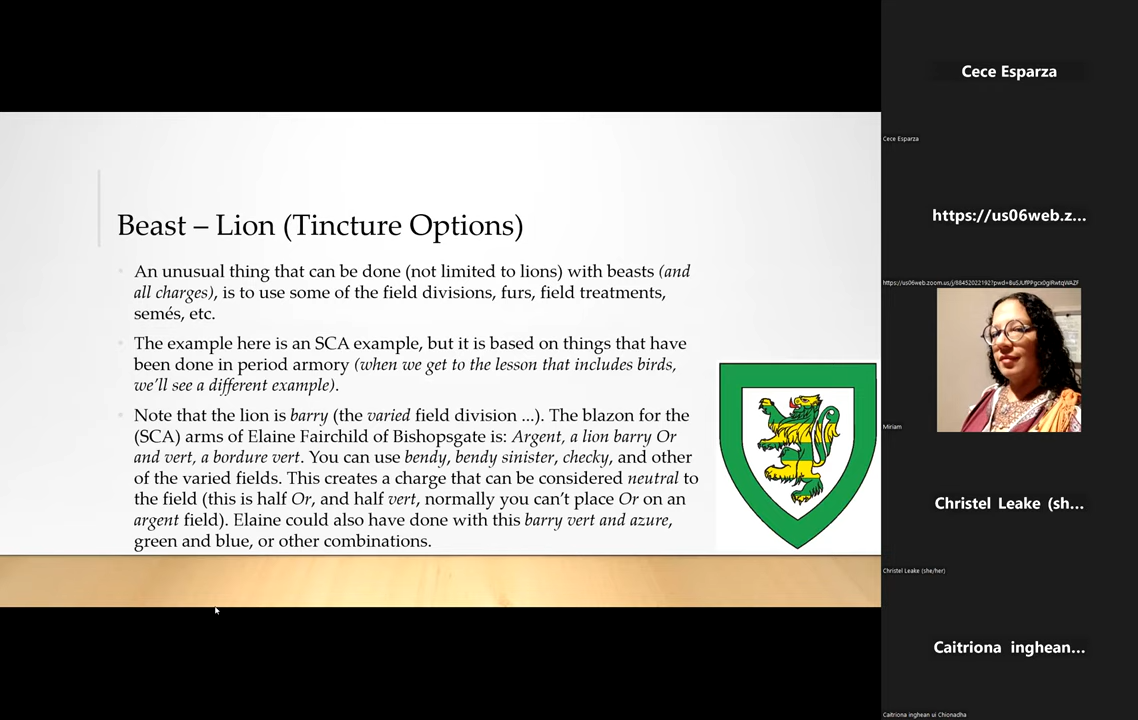 Beast – Lion (Tincture Options)
An unusual thing that can be done (not limited to lions) with beasts (and
all charges), is to use some of the field divisions, furs, field treatments,
semés, etc.
The example here is an SCA example, but it is based on things that have
been done in period armory (when we get to the lesson that includes birds,
we'll see a different example).
Note that the lion is barry (the varied field division ...). The blazon for the
(SCA) arms of Elaine Fairchild of Bishopsgate is: Argent, a lion barry Or
and vert, a bordure vert. You can use bendy, bendy sinister, checky, and other
of the varied fields. This creates a charge that can be considered neutral to
the field (this is half Or, and half vert, normally you can't place Or on an
argent field). Elaine could also have done with this barry vert and azure,
green and blue, or other combinations.
Cece Esparza
Cece Esparza
https://us06web.z...
Miriam
Christel Leake (sh...
Christel Leake (she/her)
Caitriona inghean...
Caitriona inghean ui Chionadha